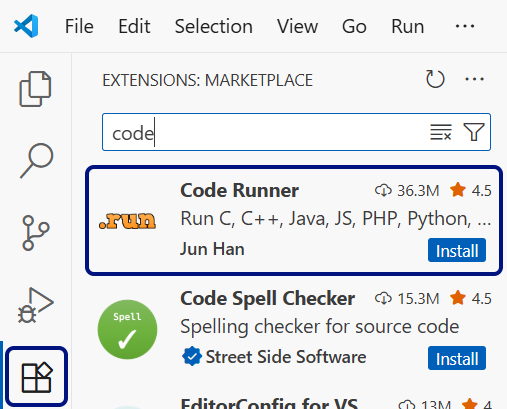 File Edit Selection View Go Run ...
EXTENSIONS: MARKETPLACE
code
Code Runner 36.3M 4.5
.run
Run C, C++, Java, JS, PHP, Python, ...
Jun Han Install
Code Spell Checker 15.3M 4.5
Spell
Spelling checker for source code
Street Side Software Install
EditorConfig for VS 13M 4